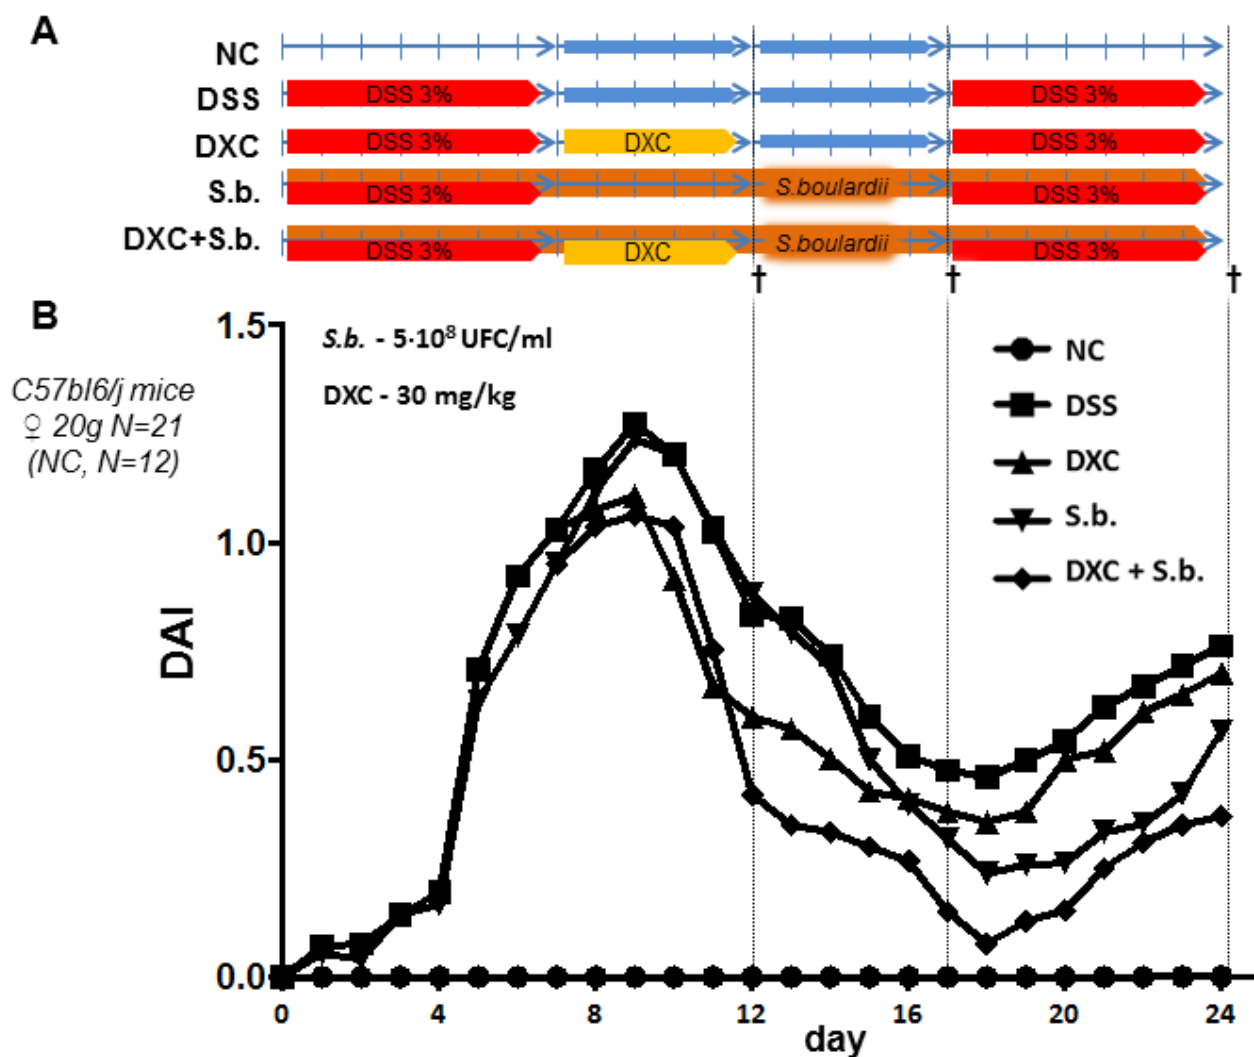 A
NC
DSS
DSS 3%
DSS 3%
DXC
DSS 3%
DXC
DSS 3%
S.b.
DSS 3%
S.boulardii
DSS 3%
DXC+S.b.
DSS 3%
DXC
S.boulardii
DSS 3%
† † †
B
C57bl6/j mice
♀ 20g N=21
(NC, N=12)
S.b. - 5·10⁸ UFC/ml
DXC - 30 mg/kg
NC
DSS
DXC
S.b.
DXC + S.b.
DAI
1.5
1.0
0.5
0.0
0 4 8 12 16 20 24
day